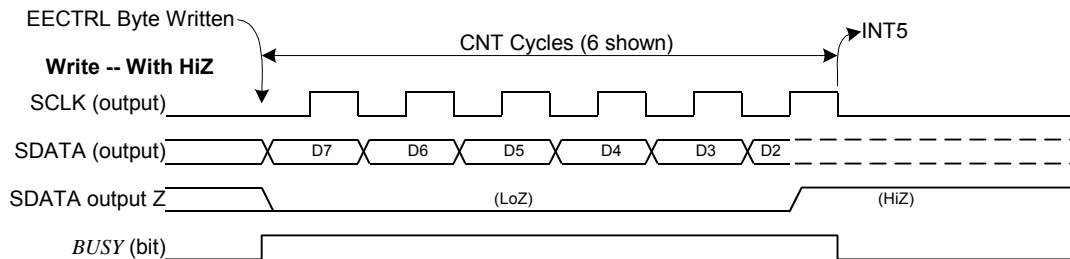 EECTRL Byte Written
CNT Cycles (6 shown)
INT5
Write -- With HiZ
SCLK (output)
SDATA (output)
D7
D6
D5
D4
D3
D2
SDATA output Z
(LoZ)
(HiZ)
BUSY (bit)